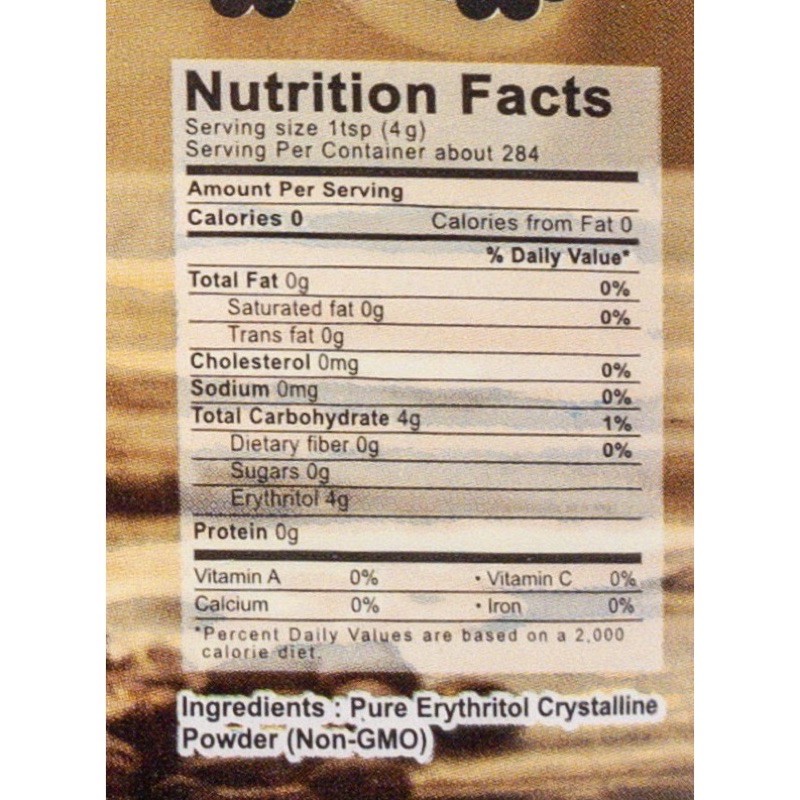 Nutrition Facts
Serving size 1tsp (4g)
Serving Per Container about 284
Amount Per Serving
Calories 0 Calories from Fat 0
% Daily Value*
Total Fat 0g 0%
Saturated fat 0g 0%
Trans fat 0g
Cholesterol 0mg 0%
Sodium 0mg 0%
Total Carbohydrate 4g 1%
Dietary fiber 0g 0%
Sugars 0g
Erythritol 4g
Protein 0g
Vitamin A 0% • Vitamin C 0%
Calcium 0% • Iron 0%
*Percent Daily Values are based on a 2,000
calorie diet.
Ingredients : Pure Erythritol Crystalline
Powder (Non-GMO)